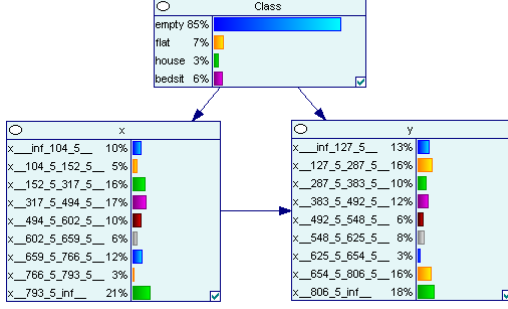 Class
empty 85%
flat 7%
house 3%
bedsit 6%
x
x___inf_104_5__ 10%
x__104_5_152_5__ 5%
x__152_5_317_5__ 16%
x__317_5_494_5__ 17%
x__494_5_602_5__ 10%
x__602_5_659_5__ 6%
x__659_5_766_5__ 12%
x__766_5_793_5__ 3%
x__793_5_inf__ 21%
y
x___inf_127_5__ 13%
x__127_5_287_5__ 16%
x__287_5_383_5__ 10%
x__383_5_492_5__ 12%
x__492_5_548_5__ 6%
x__548_5_625_5__ 8%
x__625_5_654_5__ 3%
x__654_5_806_5__ 16%
x__806_5_inf__ 18%